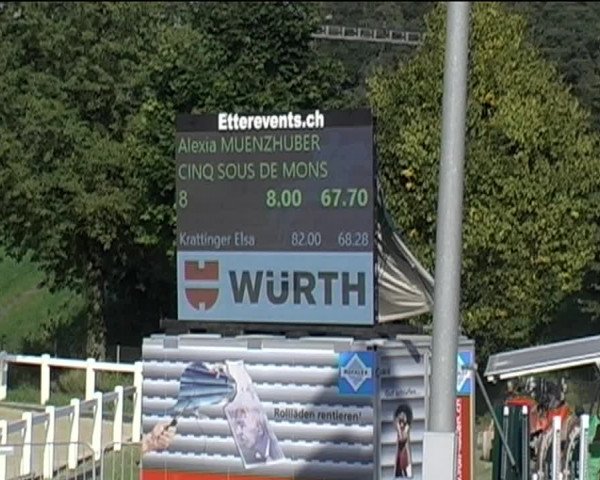 Etterevents.ch
Alexia MUENZHUBER
CINQ SOUS DE MONS
8 8.00 67.70
Krattinger Elsa 82.00 68.28
WÜRTH
Rollläden rentieren!